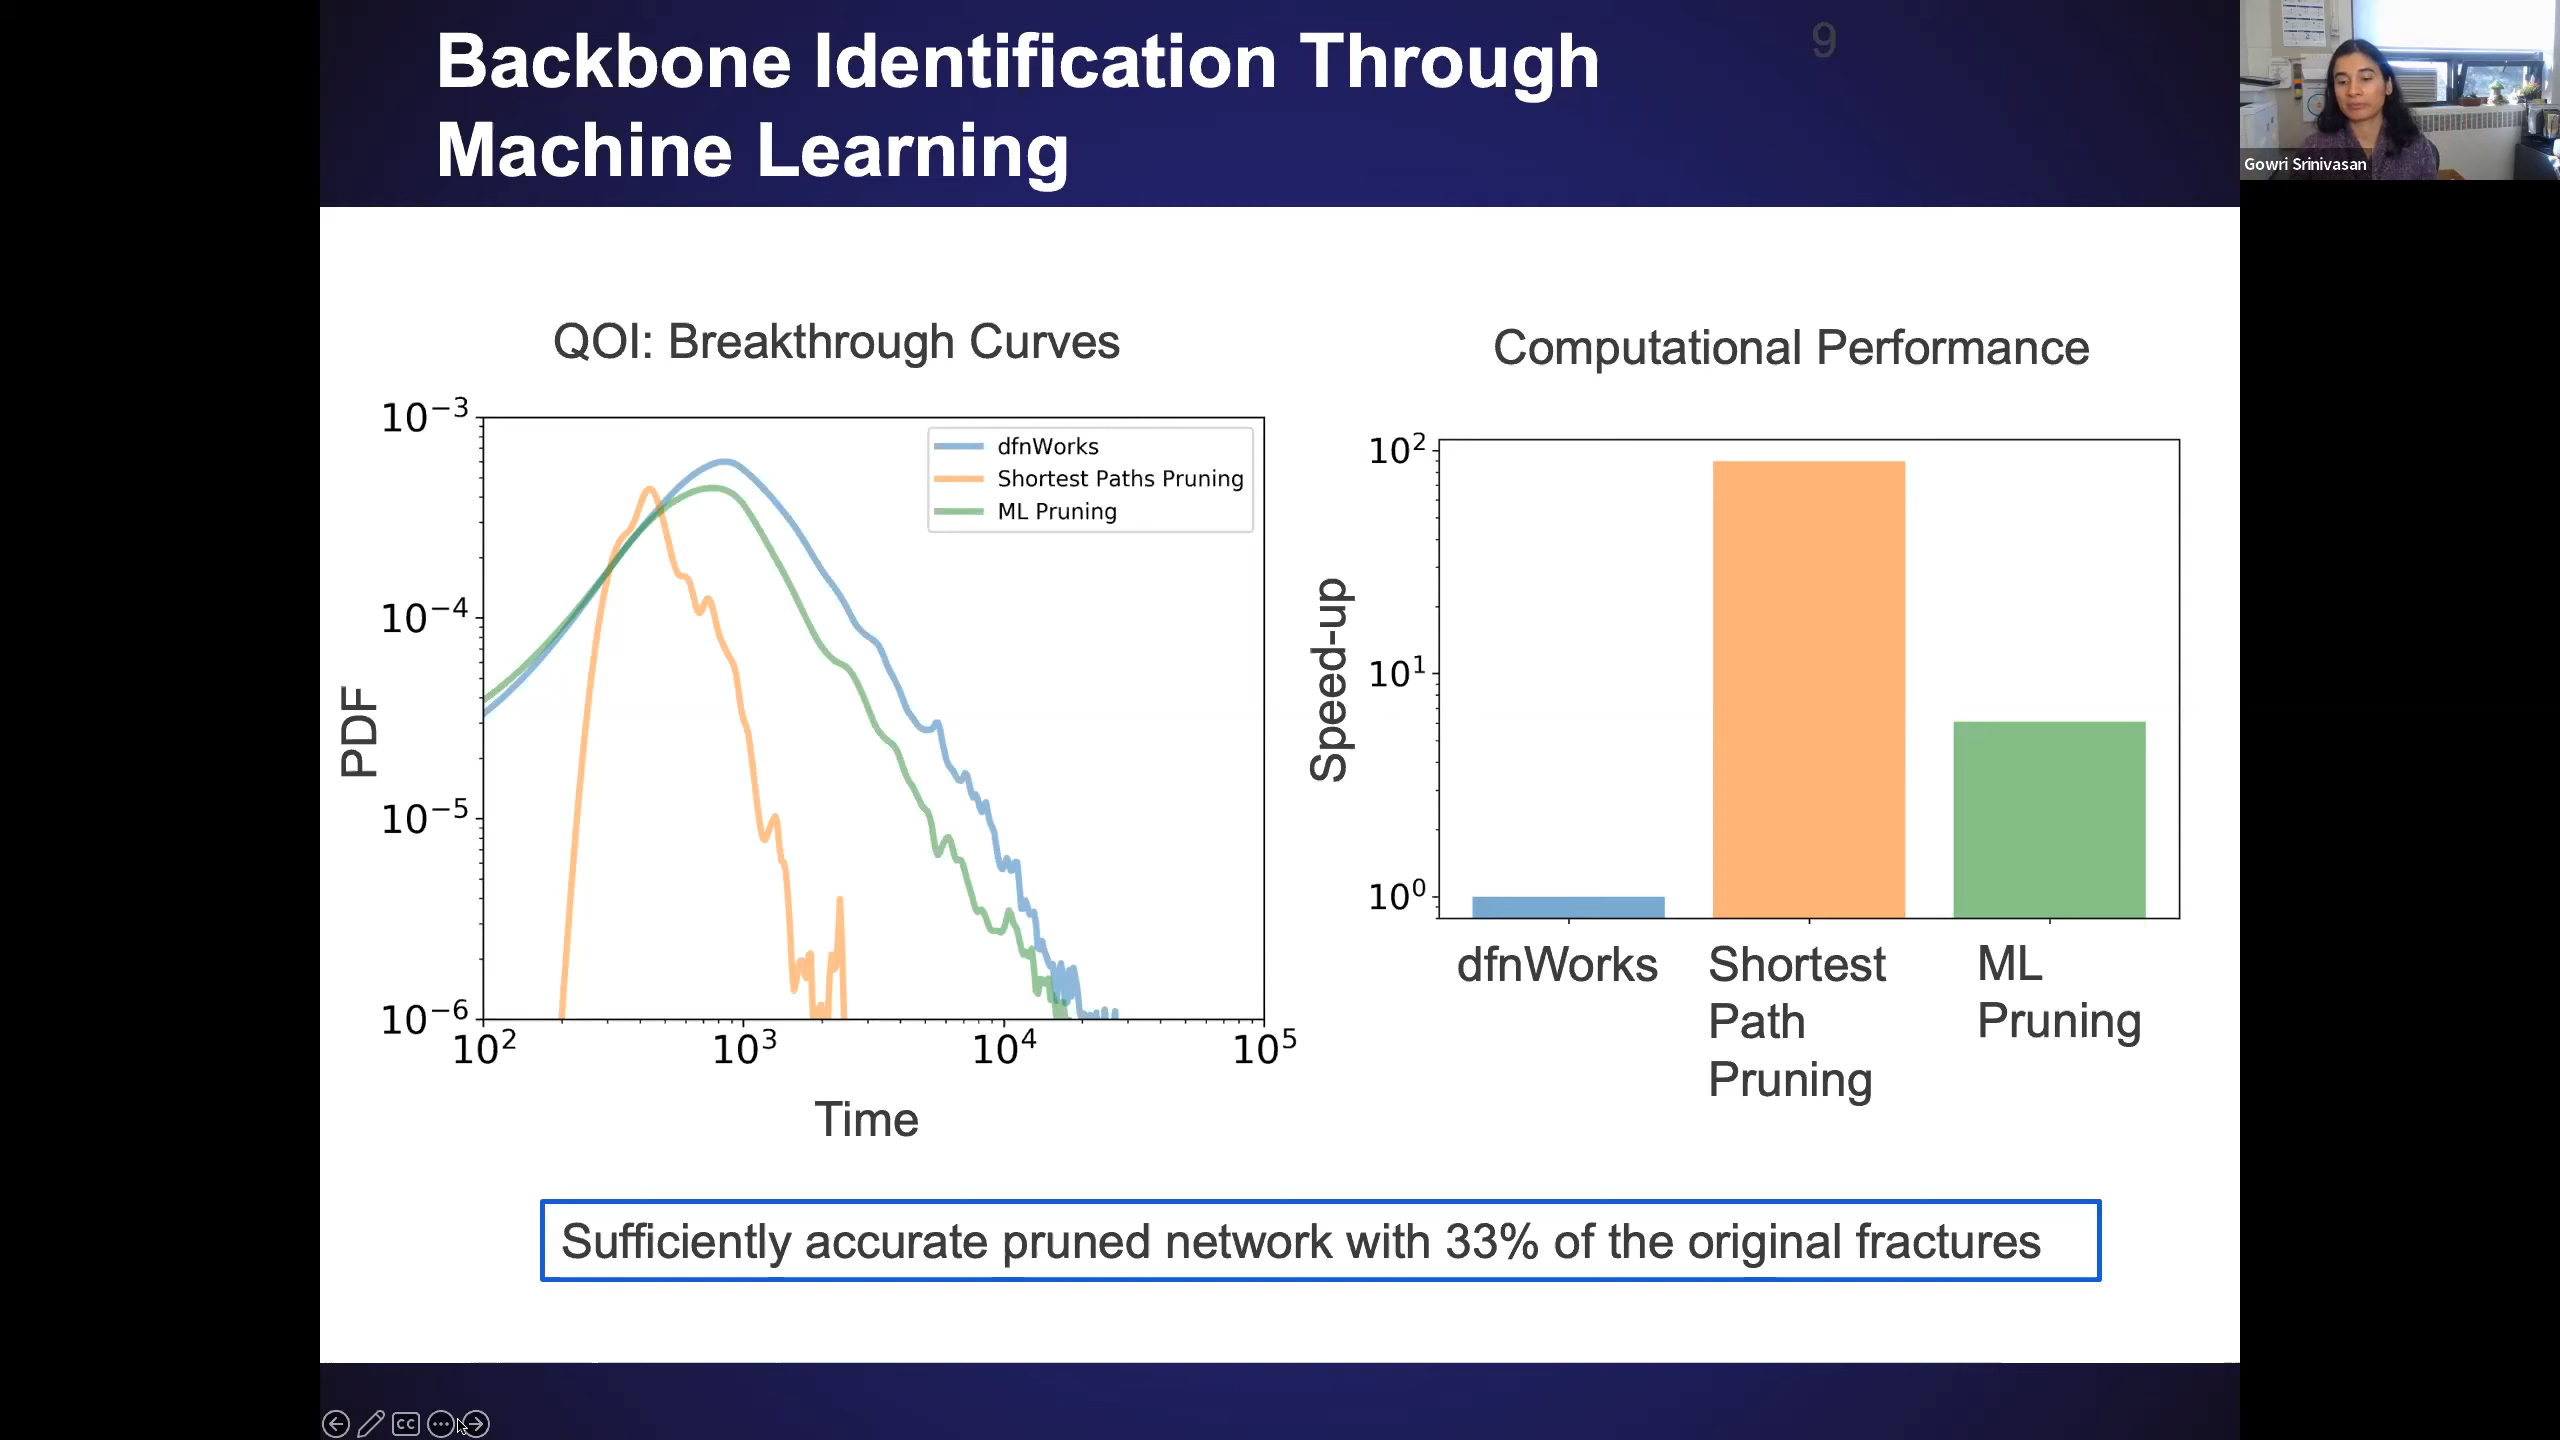 Backbone Identification Through
Machine Learning
9
Gowri Srinivasan
QOI: Breakthrough Curves
10⁻³
10⁻⁴
10⁻⁵
10⁻⁶
PDF
dfnWorks
Shortest Paths Pruning
ML Pruning
10²
10³
10⁴
10⁵
Time
Computational Performance
10²
10¹
10⁰
Speed-up
dfnWorks
Shortest
Path
Pruning
ML
Pruning
Sufficiently accurate pruned network with 33% of the original fractures
CC